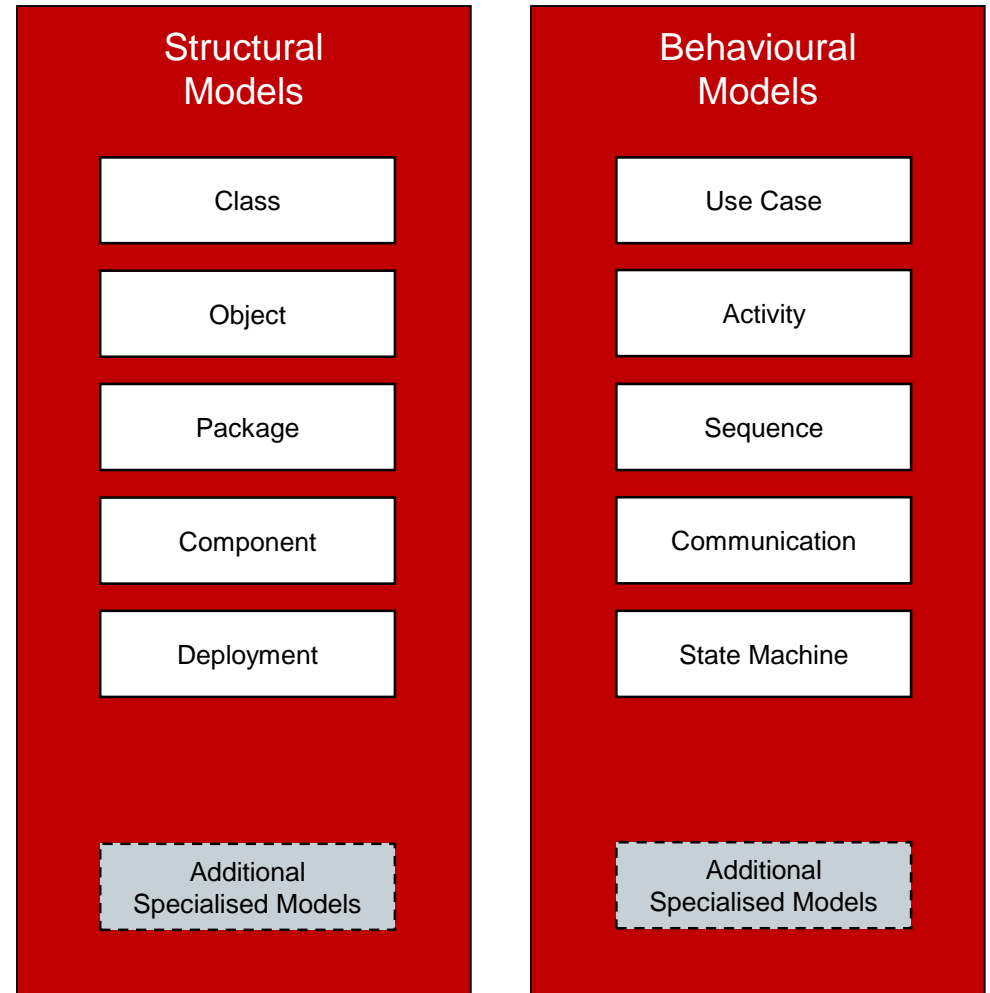 Structural
Models
Class
Object
Package
Component
Deployment
Additional
Specialised Models
Behavioural
Models
Use Case
Activity
Sequence
Communication
State Machine
Additional
Specialised Models